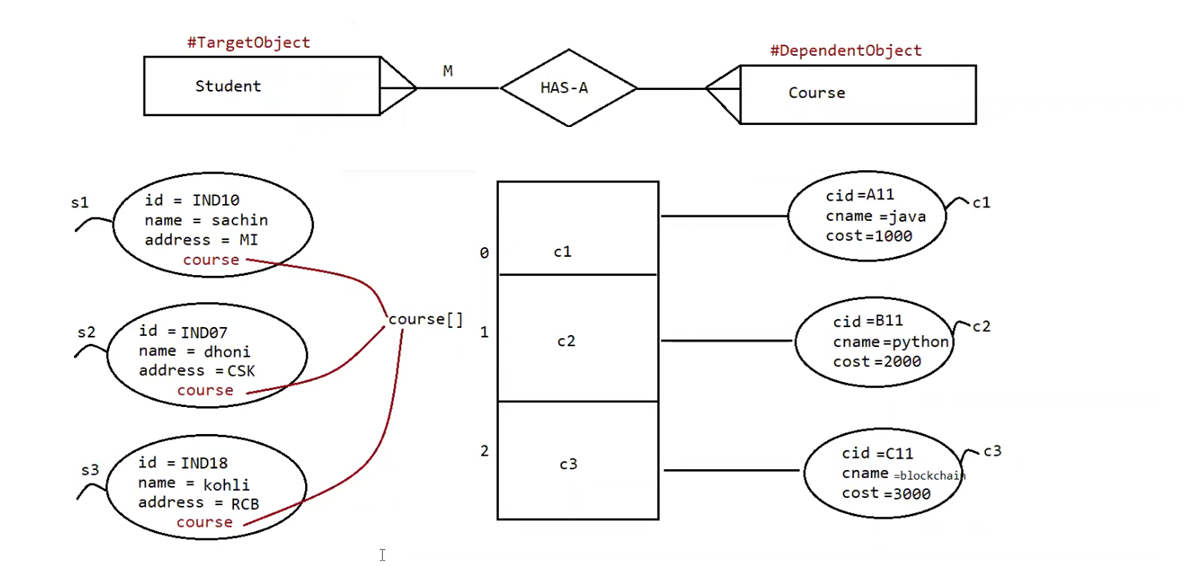 #TargetObject
#DependentObject
Student
M
HAS-A
Course
s1
id = IND10
name = sachin
address = MI
course
s2
id = IND07
name = dhoni
address =CSK
course
s3
id = IND18
name = kohli
address = RCB
course
course[]
0
c1
1
c2
2
c3
cid=A11
cname =java
cost=1000
c1
cid =B11
cname=python
cost=2000
c2
cid =C11
cname =blockchain
cost=3000
c3